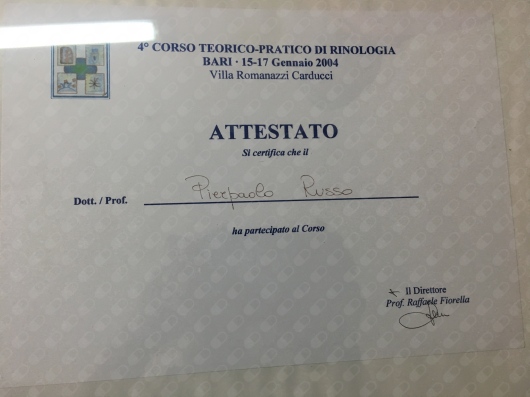 4° CORSO TEORICO-PRATICO DI RINOLOGIA
BARI · 15-17 Gennaio 2004
Villa Romanazzi Carducci
ATTESTATO
Si certifica che il
Dott. / Prof. Pierpaolo Russo
ha partecipato al Corso
Il Direttore
Prof. Raffaele Fiorella